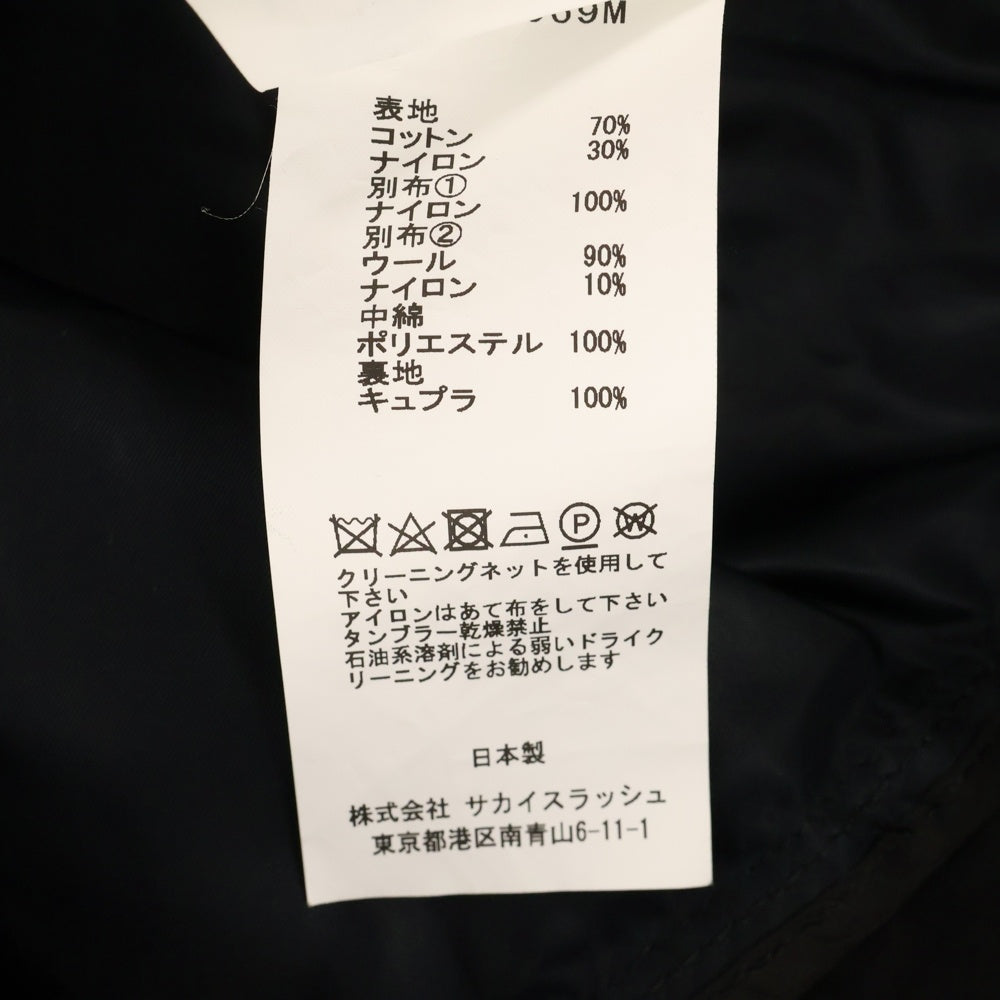 69M
表地
コットン 70%
ナイロン 30%
別布①
ナイロン 100%
別布②
ウール 90%
ナイロン 10%
中綿
ポリエステル 100%
裏地
キュプラ 100%
P
W
クリーニングネットを使用して
下さい
アイロンはあて布をして下さい
タンブラー乾燥禁止
石油系溶剤による弱いドライク
リーニングをお勧めします
日本製
株式会社 サカイスラッシュ
東京都港区南青山6-11-1